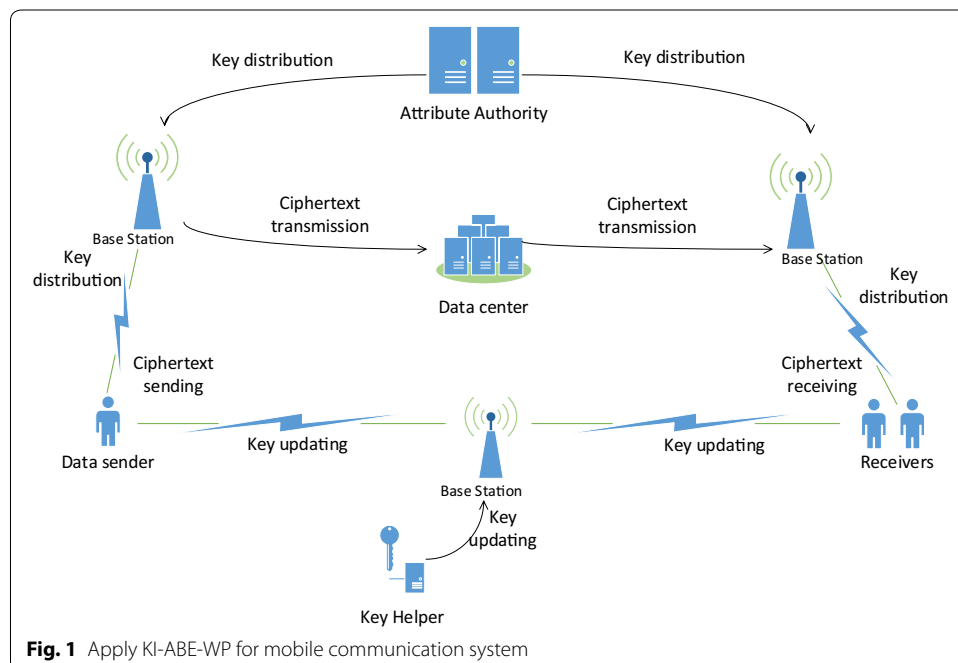 Key distribution
Key distribution
Attribute Authority
Ciphertext
transmission
Ciphertext
transmission
Base Station
Base Station
Key
distribution
Key
distribution
Data center
Ciphertext
sending
Ciphertext
receiving
Key updating
Key updating
Data sender
Receivers
Base Station
Key
updating
Key Helper
Fig. 1 Apply KI-ABE-WP for mobile communication system